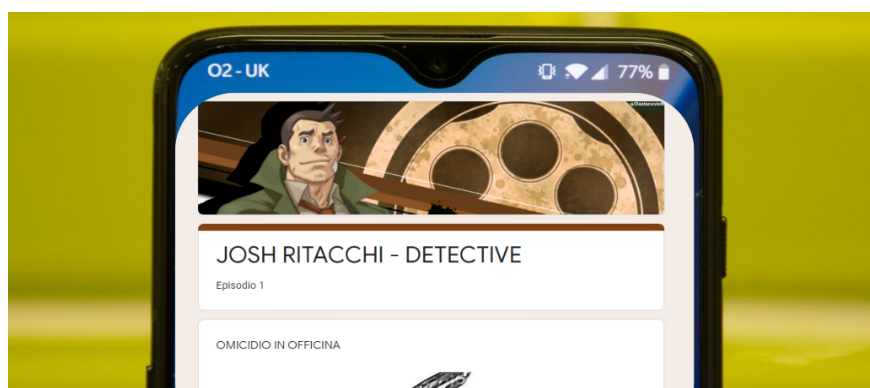 O2 - UK
77%
JOSH RITACCHI - DETECTIVE
Episodio 1
OMICIDIO IN OFFICINA